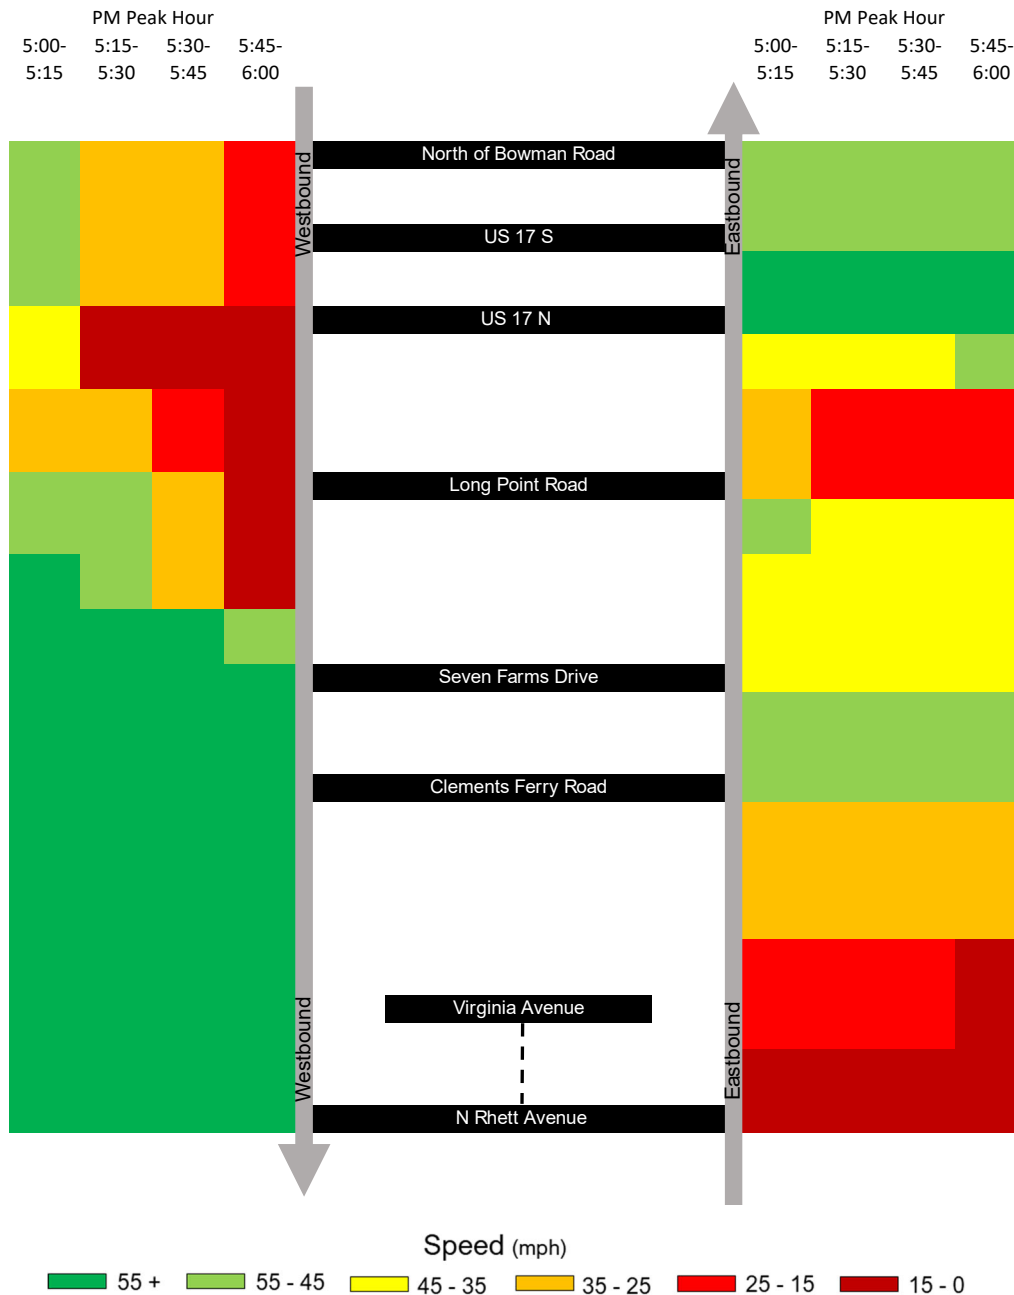 PM Peak Hour
5:00- 5:15- 5:30- 5:45-
5:15 5:30 5:45 6:00
PM Peak Hour
5:00- 5:15- 5:30- 5:45-
5:15 5:30 5:45 6:00
Westbound
North of Bowman Road
Eastbound
US 17 S
US 17 N
Long Point Road
Seven Farms Drive
Clements Ferry Road
Westbound
Virginia Avenue
Eastbound
N Rhett Avenue
Speed (mph)
55 + 55 - 45 45 - 35 35 - 25 25 - 15 15 - 0